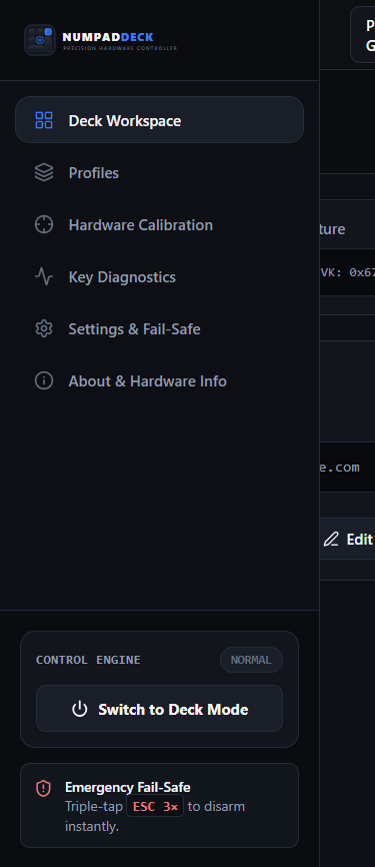 NUMPADDECK
PRECISION HARDWARE CONTROLLER
P
G
Deck Workspace
Profiles
Hardware Calibration
ture
Key Diagnostics
VK: 0x67
Settings & Fail-Safe
About & Hardware Info
e.com
Edit
CONTROL ENGINE
NORMAL
Switch to Deck Mode
Emergency Fail-Safe
Triple-tap ESC 3× to disarm
instantly.